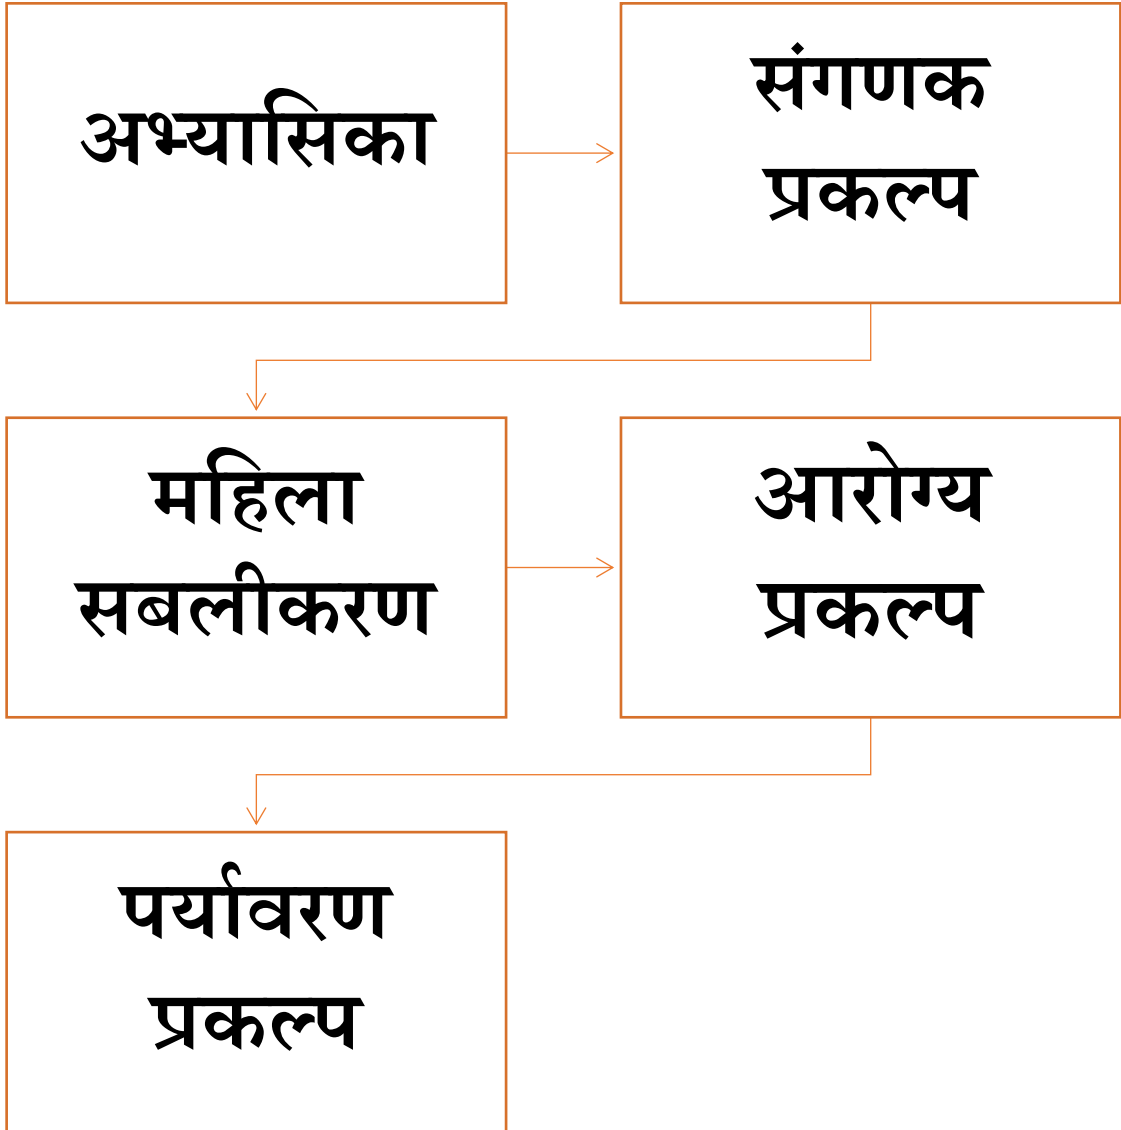 अभ्यासिका
संगणक
प्रकल्प
महिला
सबलीकरण
आरोग्य
प्रकल्प
पर्यावरण
प्रकल्प